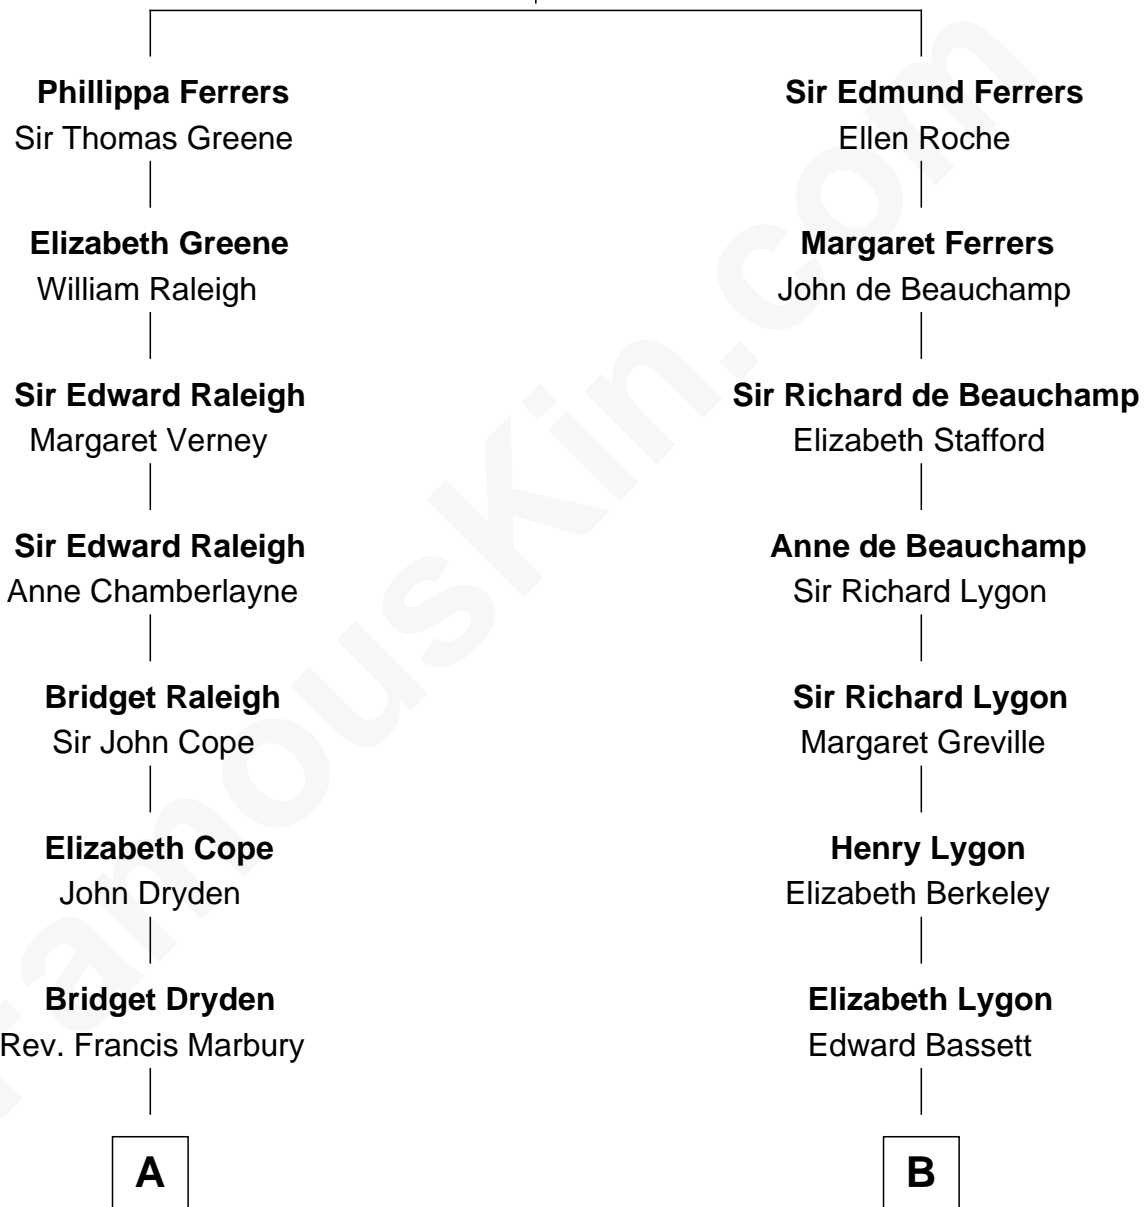 Phillippa Ferrers
Sir Thomas Greene
Elizabeth Greene
William Raleigh
Sir Edward Raleigh
Margaret Verney
Sir Edward Raleigh
Anne Chamberlayne
Bridget Raleigh
Sir John Cope
Elizabeth Cope
John Dryden
Bridget Dryden
Rev. Francis Marbury
A
Sir Edmund Ferrers
Ellen Roche
Margaret Ferrers
John de Beauchamp
Sir Richard de Beauchamp
Elizabeth Stafford
Anne de Beauchamp
Sir Richard Lygon
Sir Richard Lygon
Margaret Greville
Henry Lygon
Elizabeth Berkeley
Elizabeth Lygon
Edward Bassett
B
FamousKin.com